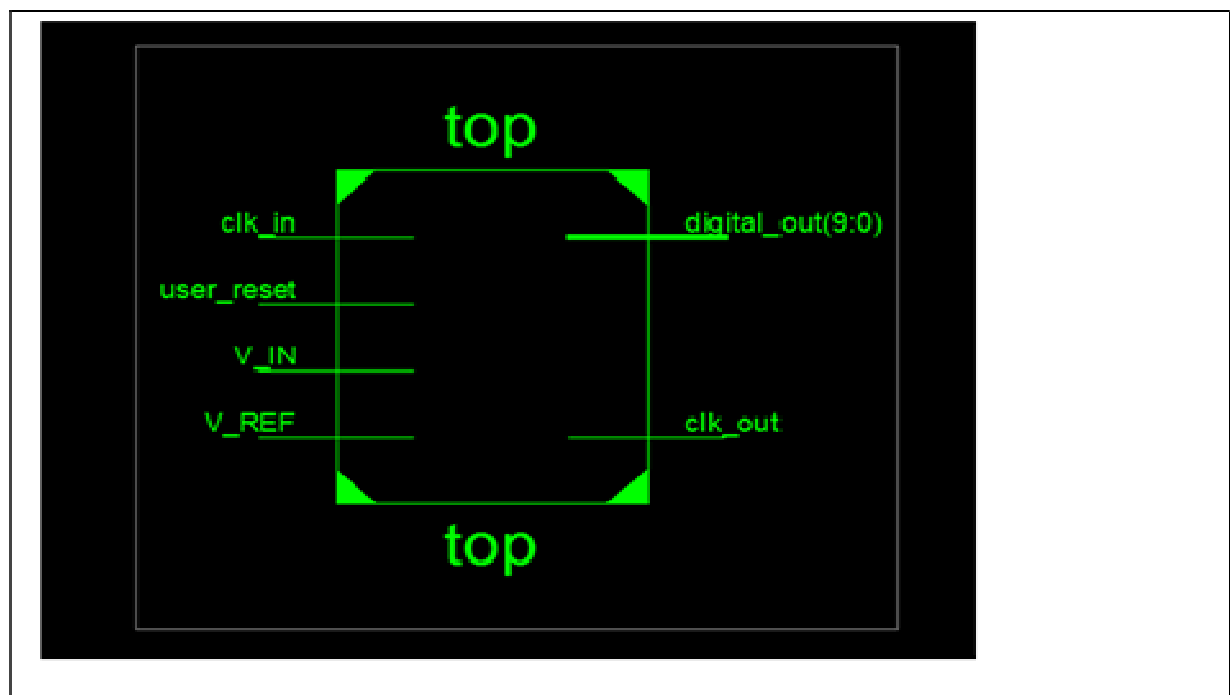 top
clk_in
digital_out(9:0)
user_reset
V_IN
V_REF
clk_out
top